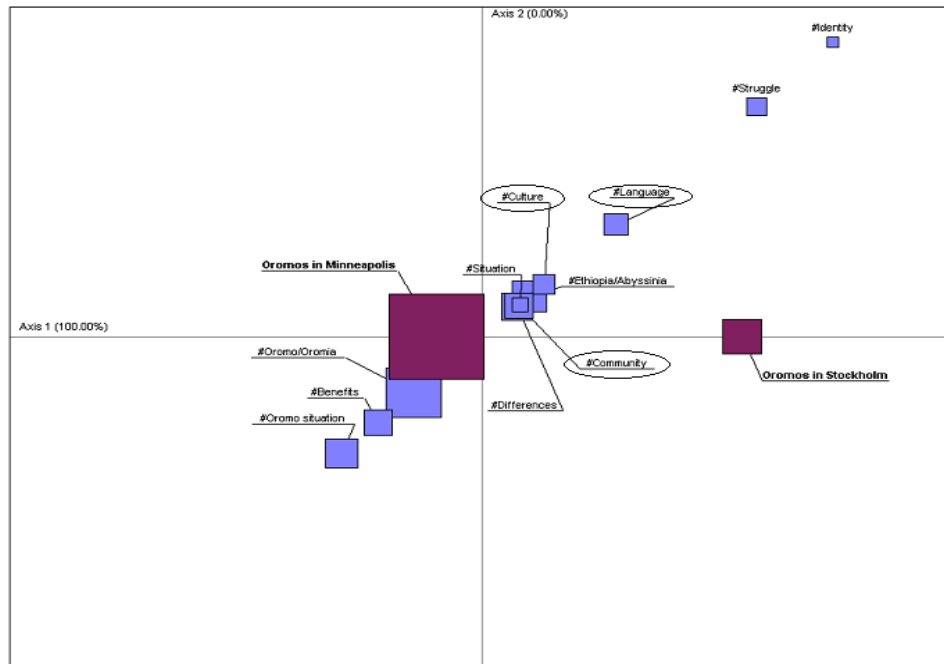 Axis 2 (0.00%)
#Identity
#Struggle
#Culture
#Language
Oromos in Minneapolis
#Situation
#Ethiopia/Abyssinia
Axis 1 (100.00%)
#Oromo/Oromia
#Community
Oromos in Stockholm
#Benefits
#Differences
#Oromo situation